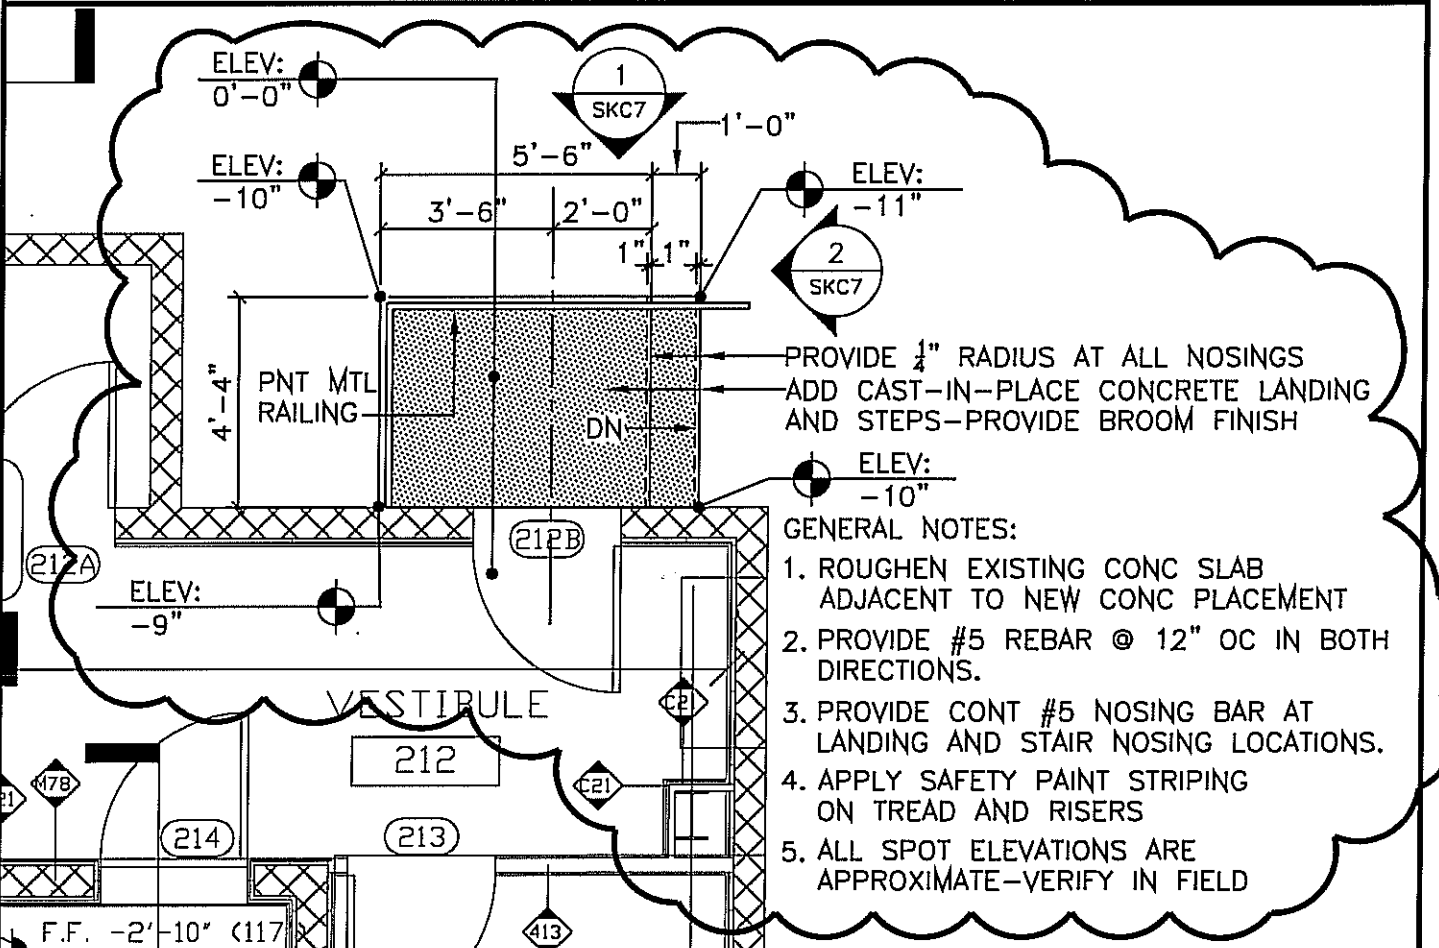 ELEV:
0'-0"
1
SKC7
1'-0"
5'-6"
ELEV:
-10"
ELEV:
-11"
3'-6"
2'-0"
1"
1"
2
SKC7
4'-4"
PNT MTL
RAILING
DN
PROVIDE 1/4" RADIUS AT ALL NOSINGS
ADD CAST-IN-PLACE CONCRETE LANDING
AND STEPS-PROVIDE BROOM FINISH
ELEV:
-10"
212A
212B
ELEV:
-9"
GENERAL NOTES:
1. ROUGHEN EXISTING CONC SLAB
ADJACENT TO NEW CONC PLACEMENT
2. PROVIDE #5 REBAR @ 12" OC IN BOTH
DIRECTIONS.
3. PROVIDE CONT #5 NOSING BAR AT
LANDING AND STAIR NOSING LOCATIONS.
4. APPLY SAFETY PAINT STRIPING
ON TREAD AND RISERS
5. ALL SPOT ELEVATIONS ARE
APPROXIMATE-VERIFY IN FIELD
VESTIBULE
212
C21
21
M78
C21
214
213
F.F. -2'-10" (117
413